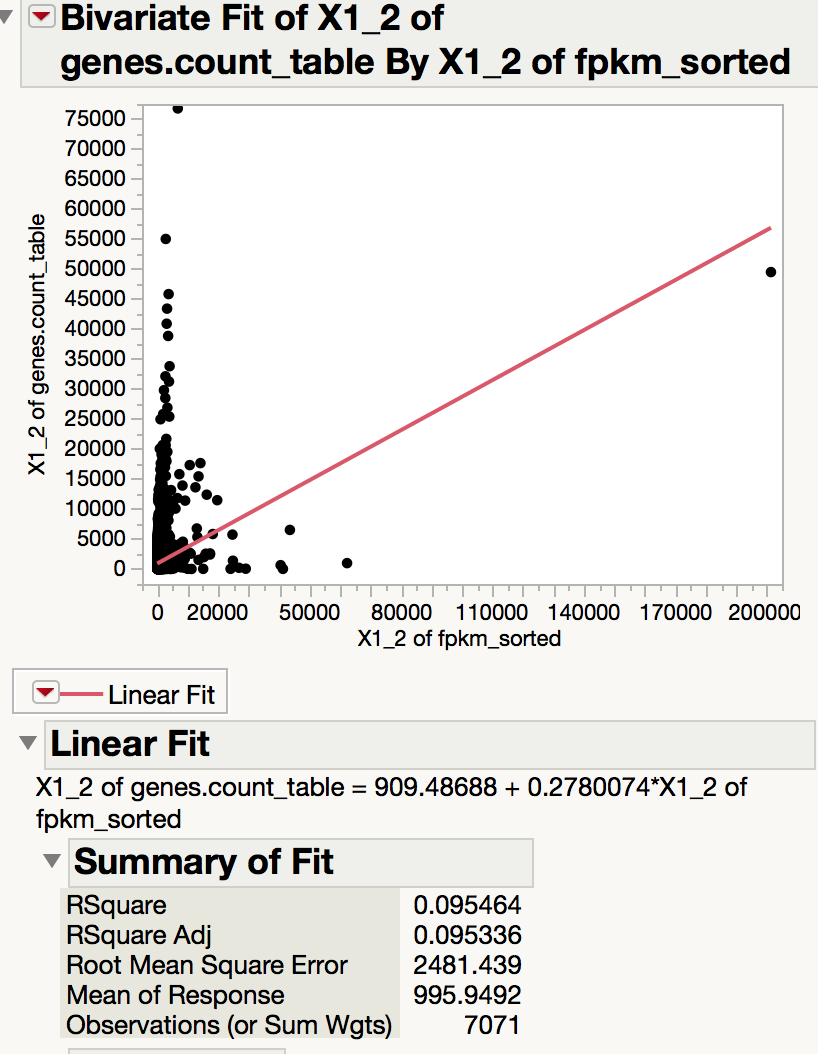 Bivariate Fit of X1_2 of
genes.count_table By X1_2 of fpkm_sorted
75000
70000
65000
60000
55000
50000
45000
40000
35000
30000
25000
20000
15000
10000
5000
0
X1_2 of genes.count_table
0 20000 50000 80000 110000 140000 170000 200000
X1_2 of fpkm_sorted
Linear Fit
Linear Fit
X1_2 of genes.count_table = 909.48688 + 0.2780074*X1_2 of
fpkm_sorted
Summary of Fit
RSquare 0.095464
RSquare Adj 0.095336
Root Mean Square Error 2481.439
Mean of Response 995.9492
Observations (or Sum Wgts) 7071